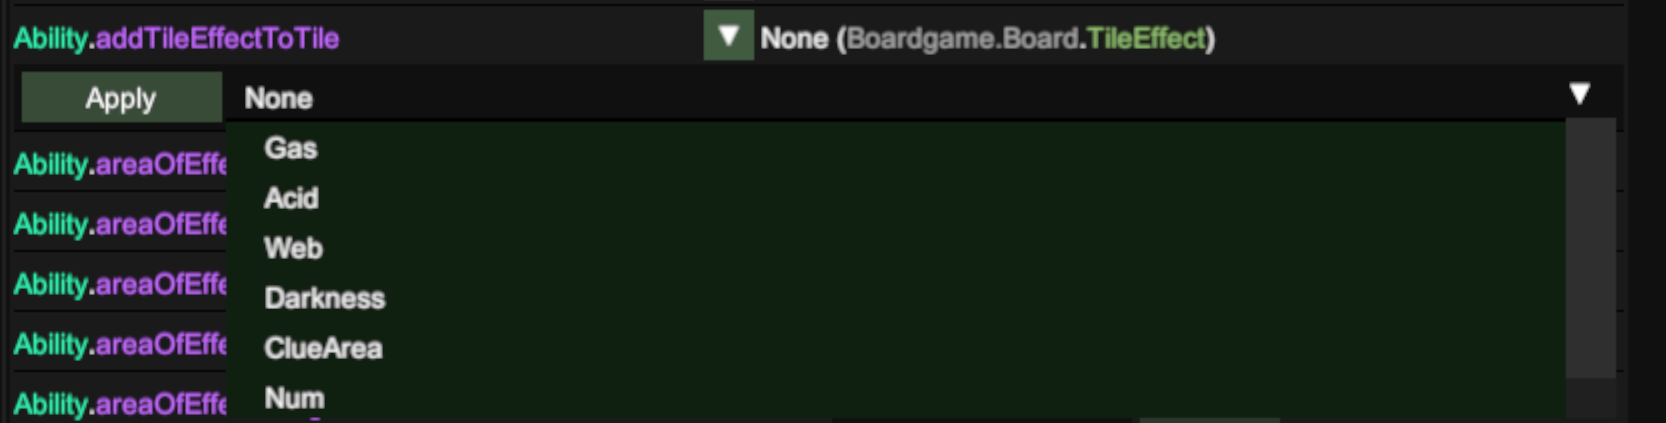 Ability.addTileEffectToTile ▼ None (Boardgame.Board.TileEffect)
Apply None ▼
Gas
Ability.areaOfEffe
Acid
Ability.areaOfEffe
Web
Ability.areaOfEffe
Darkness
Ability.areaOfEffe
ClueArea
Ability.areaOfEffe
Num